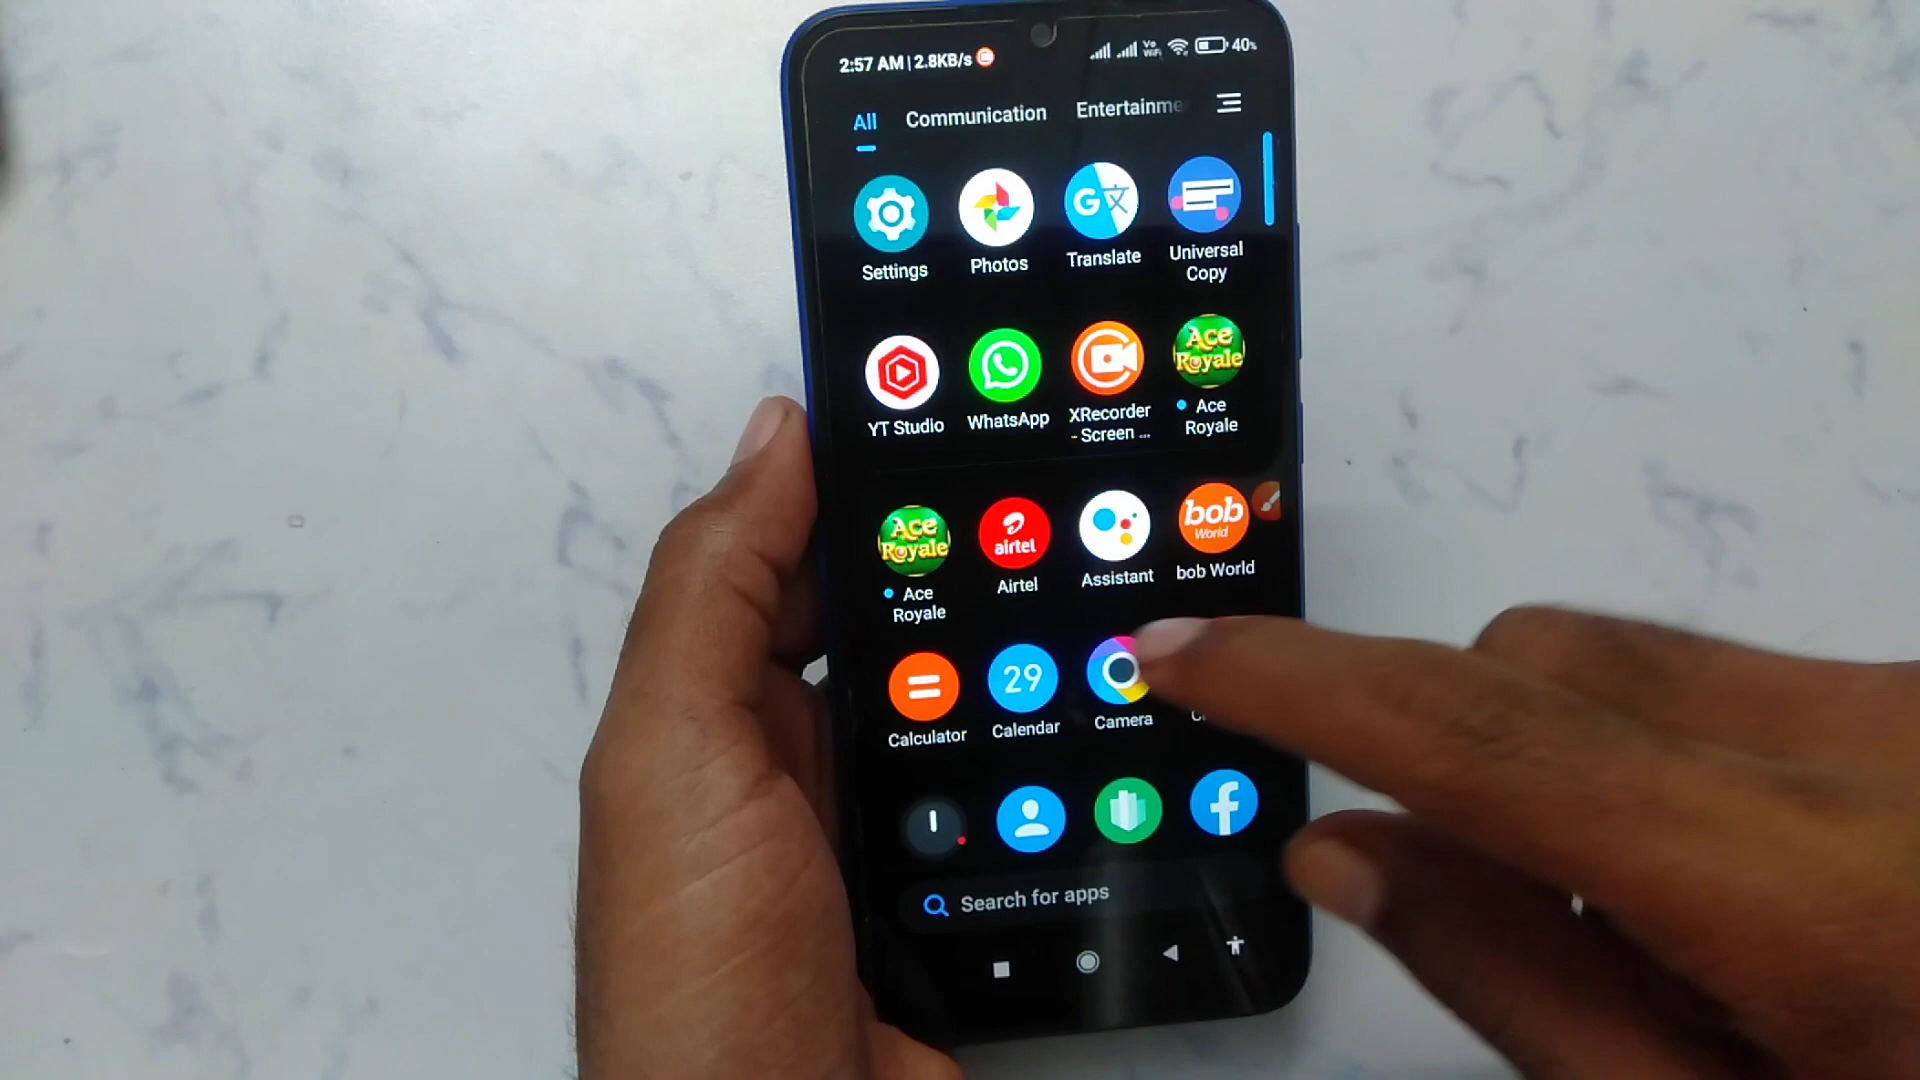 2:57 AM | 2.8KB/s
Vo
WiFi
40%
All Communication Entertainme
Settings Photos Translate Universal
Copy
Ace
Royale
YT Studio WhatsApp XRecorder Ace
- Screen ... Royale
Ace
Royale
airtel
bob
World
Ace Airtel Assistant bob World
Royale
29
Calculator Calendar Camera
Search for apps